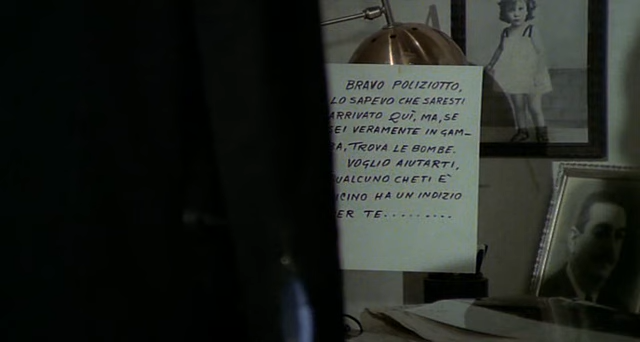 BRAVO POLIZIOTTO,
LO SAPEVO CHE SARESTI
ARRIVATO QUÌ, MA, SE
SEI VERAMENTE IN GAM-
BA, TROVA LE BOMBE.
VOGLIO AIUTARTI,
QUALCUNO CHETI È
VICINO HA UN INDIZIO
PER TE.........